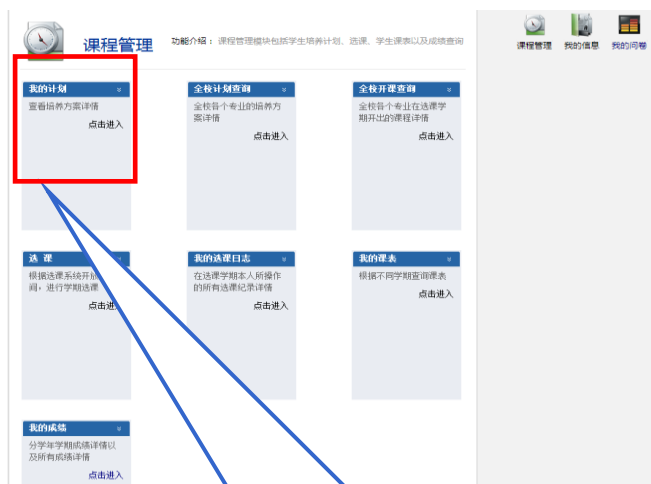 课程管理
功能介绍：课程管理模块包括学生培养计划、选课、学生课表以及成绩查询
课程管理 我的信息 我的问卷
我的计划
查看培养方案详情
点击进入
全校计划查询
全校各个专业的培养方
案详情
点击进入
全校开课查询
全校各个专业在选课学
期开出的课程详情
点击进入
选 课
根据选课系统开放
间，进行学期选课
点击进入
我的选课日志
在选课学期本人所操作
的所有选课纪录详情
点击进入
我的课表
根据不同学期查询课表
点击进入
我的成绩
分学年学期成绩详情以
及所有成绩详情
点击进入